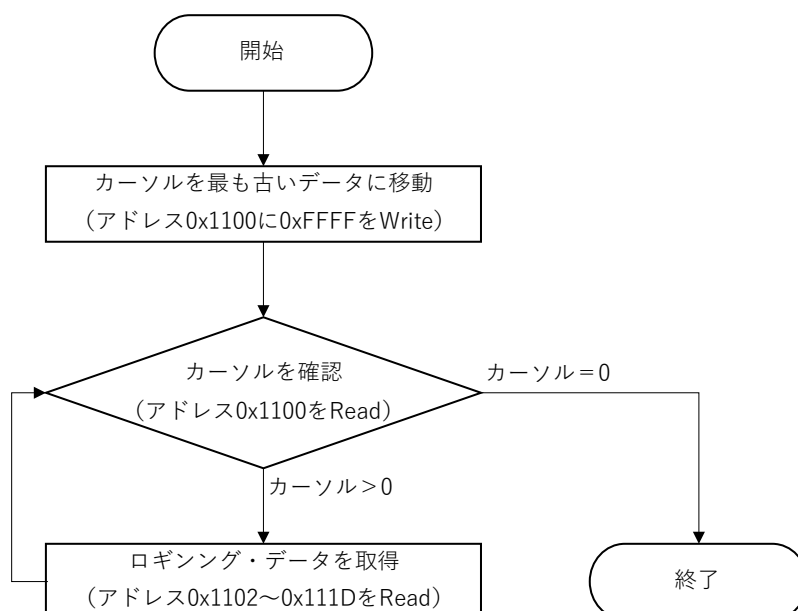 開始
カーソルを最も古いデータに移動
（アドレス0x1100に0xFFFFをWrite）
カーソルを確認
（アドレス0x1100をRead）
カーソル＝0
カーソル＞0
ロギンング・データを取得
（アドレス0x1102～0x111DをRead）
終了